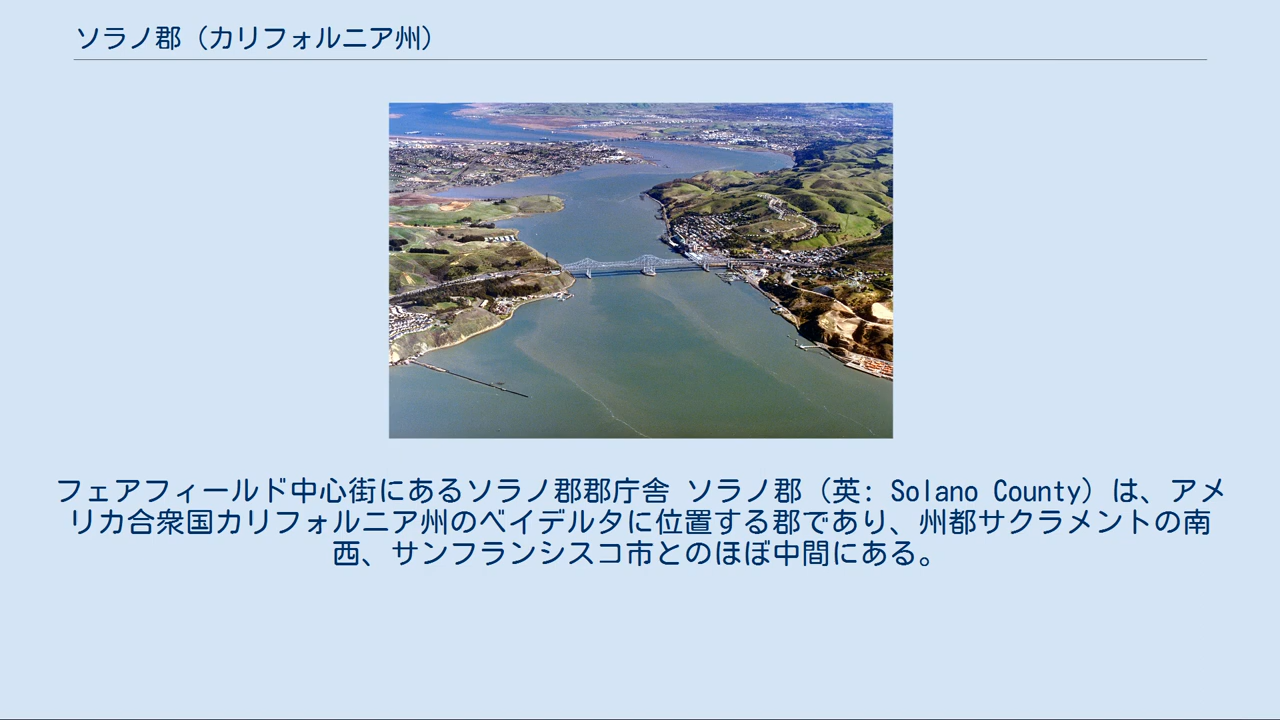 ソラノ郡（カリフォルニア州）
フェアフィールド中心街にあるソラノ郡郡庁舎 ソラノ郡（英: Solano County）は、アメ
リカ合衆国カリフォルニア州のベイデルタに位置する郡であり、州都サクラメントの南
西、サンフランシスコ市とのほぼ中間にある。